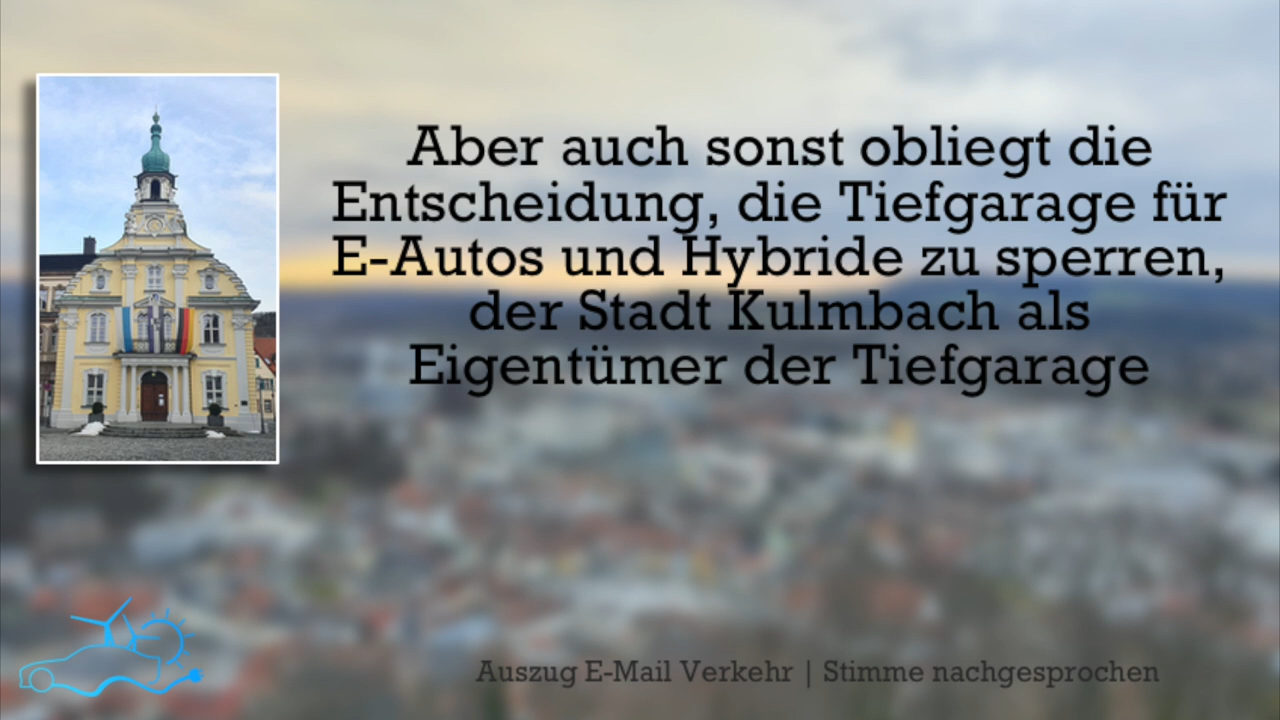 Aber auch sonst obliegt die
Entscheidung, die Tiefgarage für
E-Autos und Hybride zu sperren,
der Stadt Kulmbach als
Eigentümer der Tiefgarage
Auszug E-Mail Verkehr | Stimme nachgesprochen